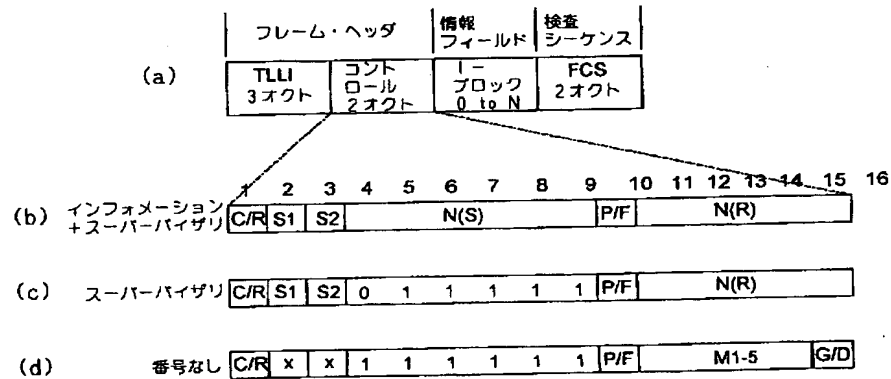 フレーム・ヘッダ 情報フィールド 検査シーケンス
(a) TLLI 3オクト コントロール 2オクト I－ブロック 0 to N FCS 2オクト
1 2 3 4 5 6 7 8 9 10 11 12 13 14 15 16
(b) インフォメーション＋スーパーバイザリ C/R S1 S2 N(S) P/F N(R)
(c) スーパーバイザリ C/R S1 S2 0 1 1 1 1 1 P/F N(R)
(d) 番号なし C/R x x 1 1 1 1 1 1 P/F M1-5 G/D